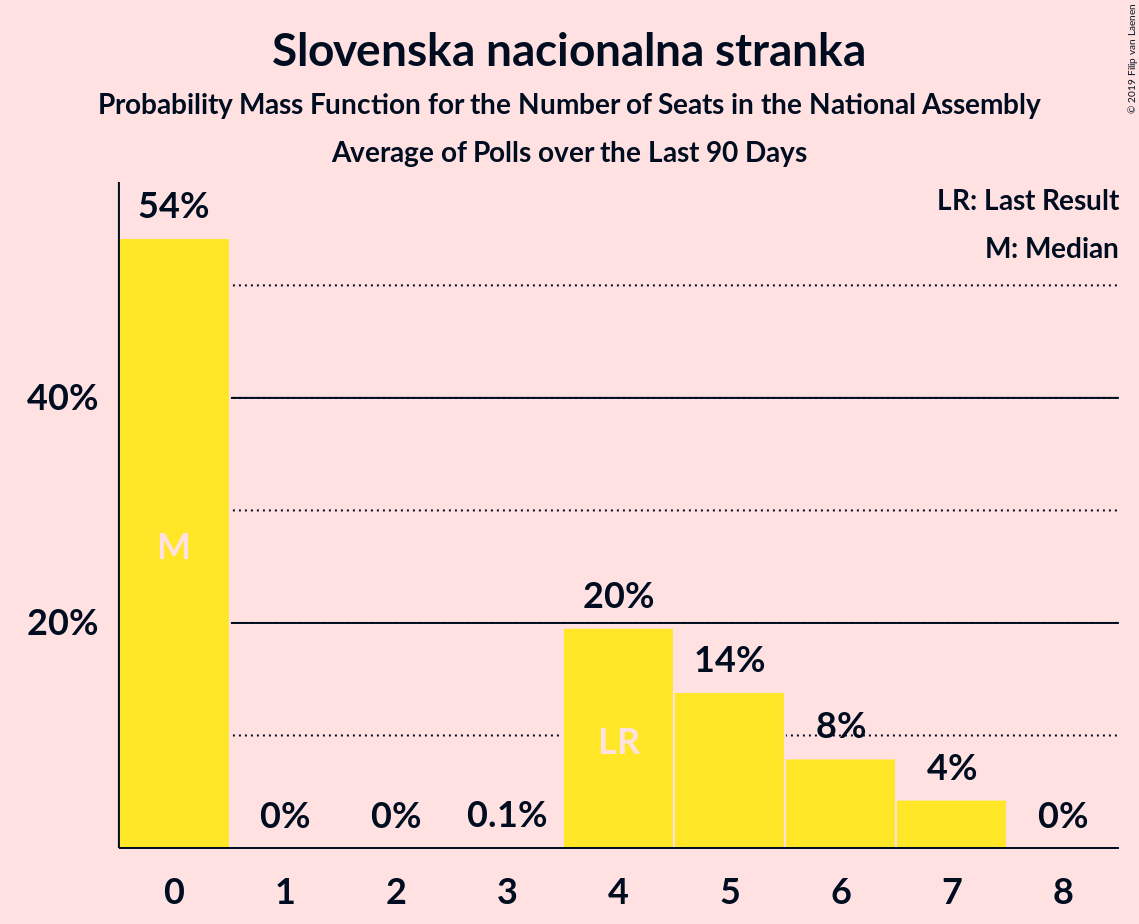 Slovenska nacionalna stranka
Probability Mass Function for the Number of Seats in the National Assembly
Average of Polls over the Last 90 Days
© 2019 Filip van Laenen
LR: Last Result
M: Median
54%
40%
20%
M
20%
LR
14%
8%
4%
0%
0%
0.1%
0%
0 1 2 3 4 5 6 7 8